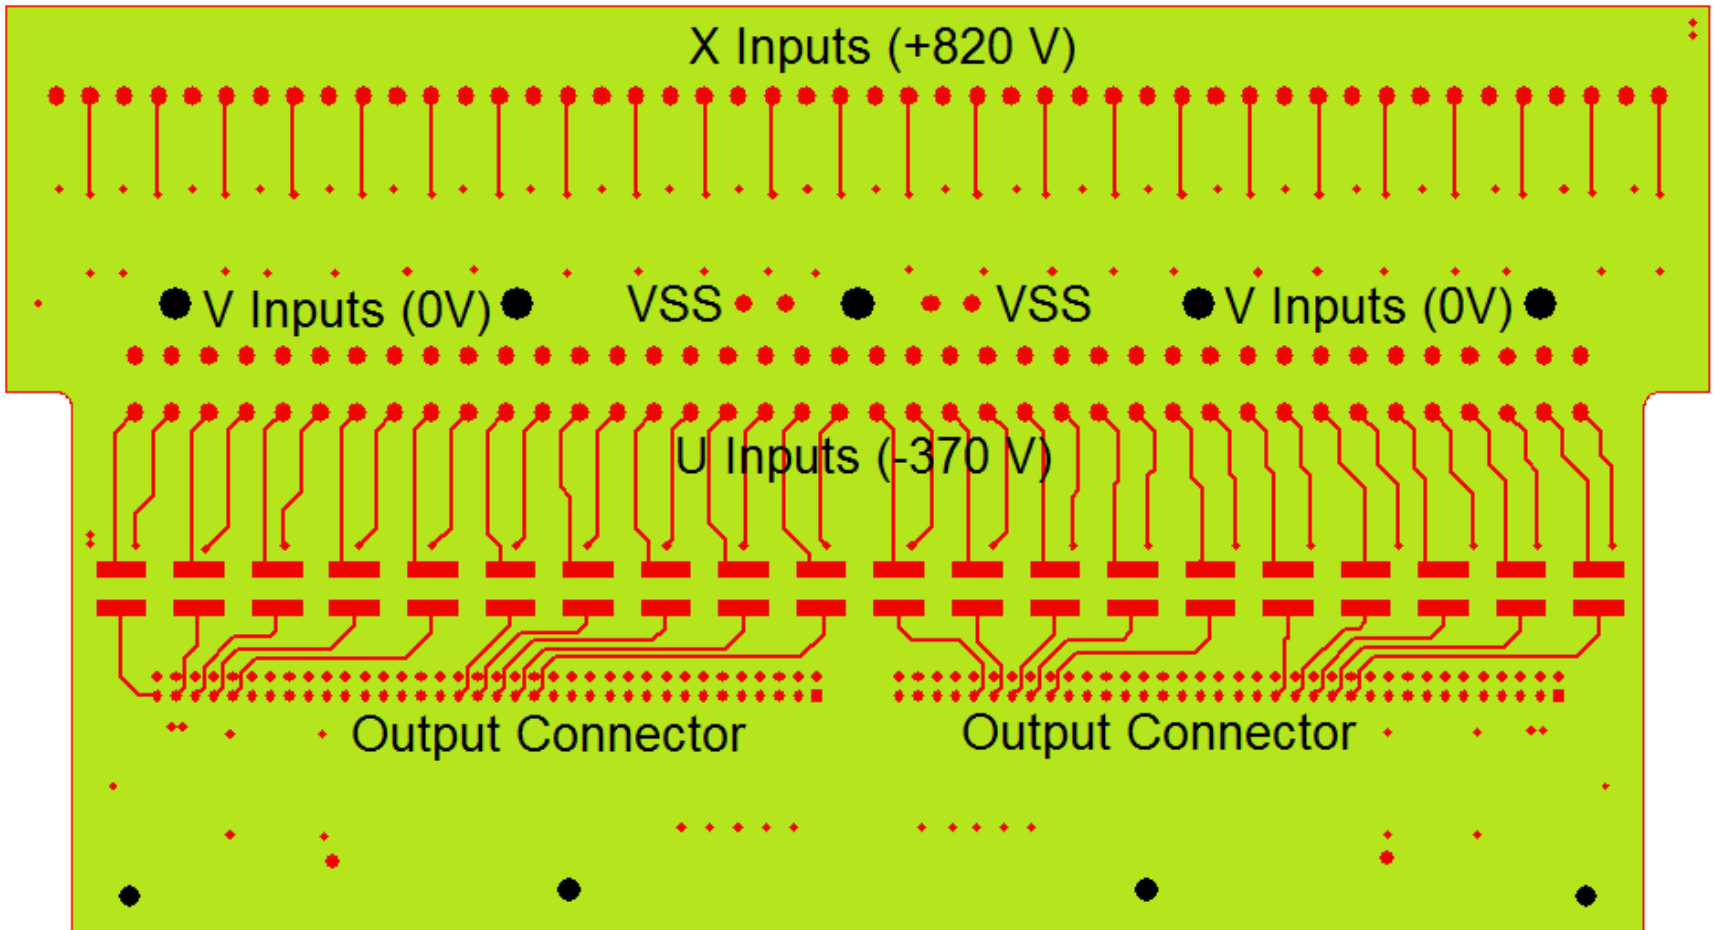 X Inputs (+820 V)
V Inputs (0V)
VSS
VSS
V Inputs (0V)
U Inputs (-370 V)
Output Connector
Output Connector